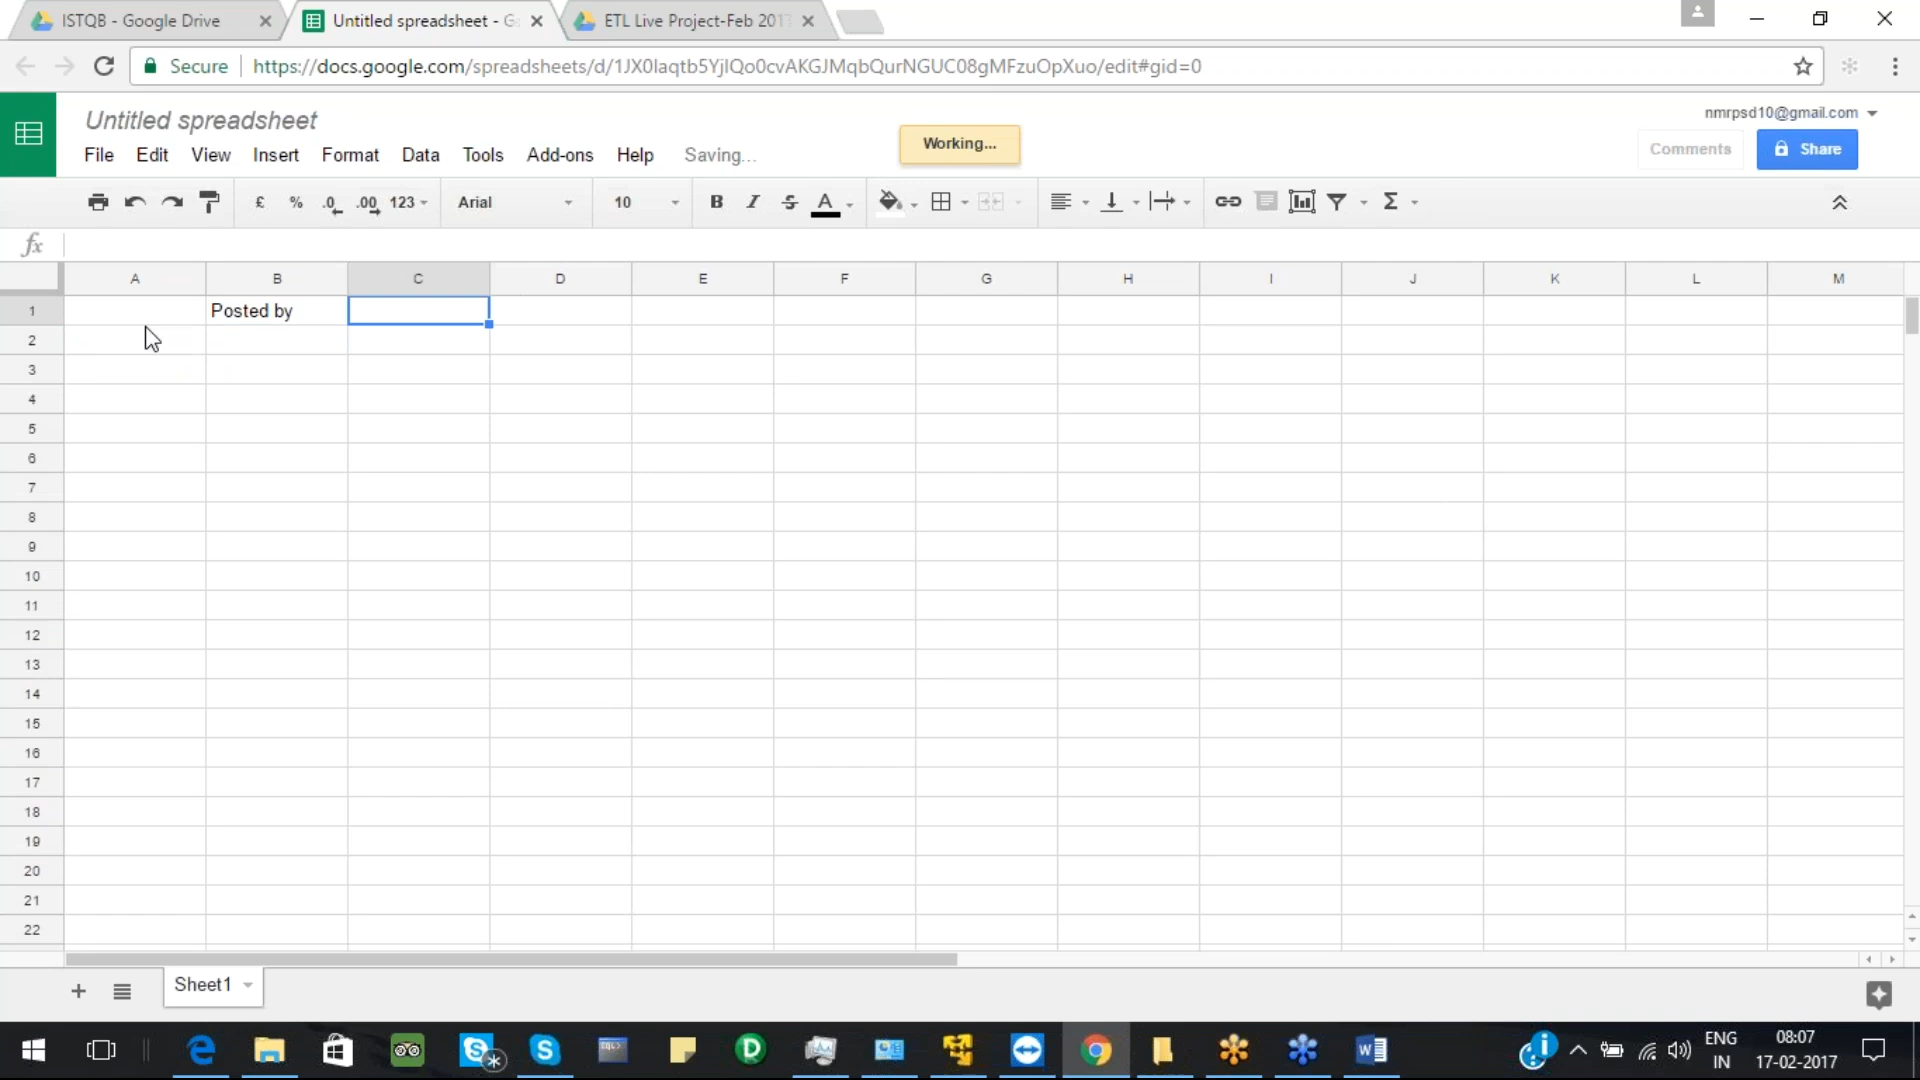 ISTQB - Google Drive
Untitled spreadsheet - G
ETL Live Project-Feb 201
Secure
https://docs.google.com/spreadsheets/d/1JX0laqtb5YjIQo0cvAKGJMqbQurNGUC08gMFzuOpXuo/edit#gid=0
Untitled spreadsheet
nmrpsd10@gmail.com
File Edit View Insert Format Data Tools Add-ons Help Saving...
Working...
Comments
Share
£ % .0 .00 123 Arial 10 B I S A Σ
fx
A B C D E F G H I J K L M
1 Posted by
2
3
4
5
6
7
8
9
10
11
12
13
14
15
16
17
18
19
20
21
22
+ Sheet1
ENG 08:07
IN 17-02-2017